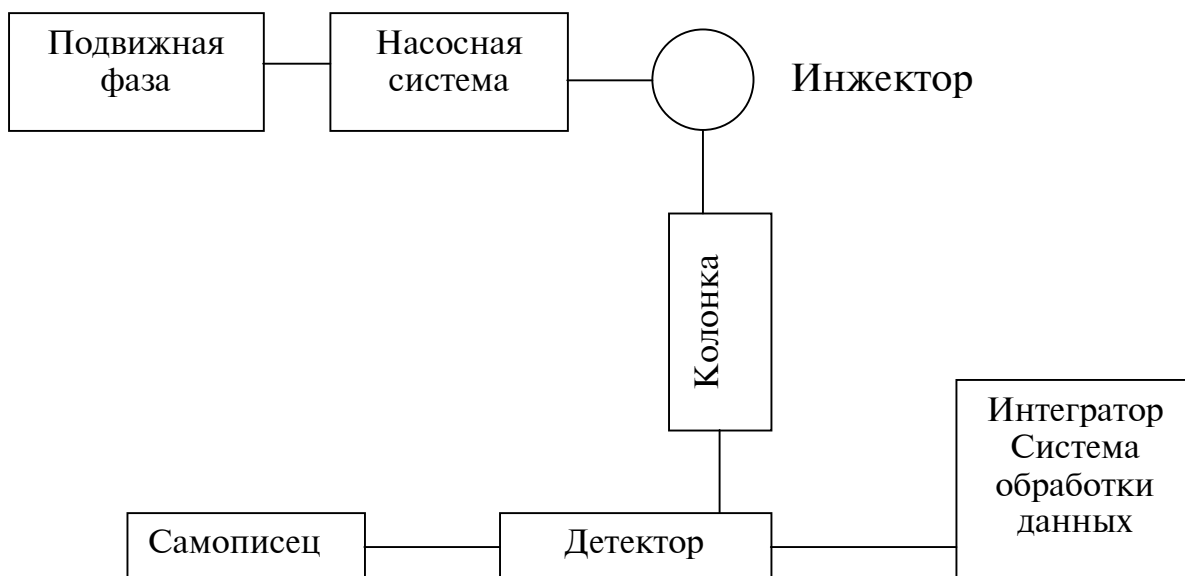 Подвижная
фаза
Насосная
система
Инжектор
Колонка
Интегратор
Система
обработки
данных
Самописец
Детектор